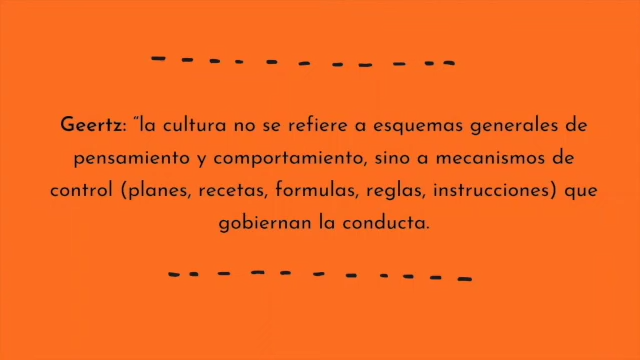 Geertz: “la cultura no se refiere a esquemas generales de
pensamiento y comportamiento, sino a mecanismos de
control (planes, recetas, formulas, reglas, instrucciones) que
gobiernan la conducta.